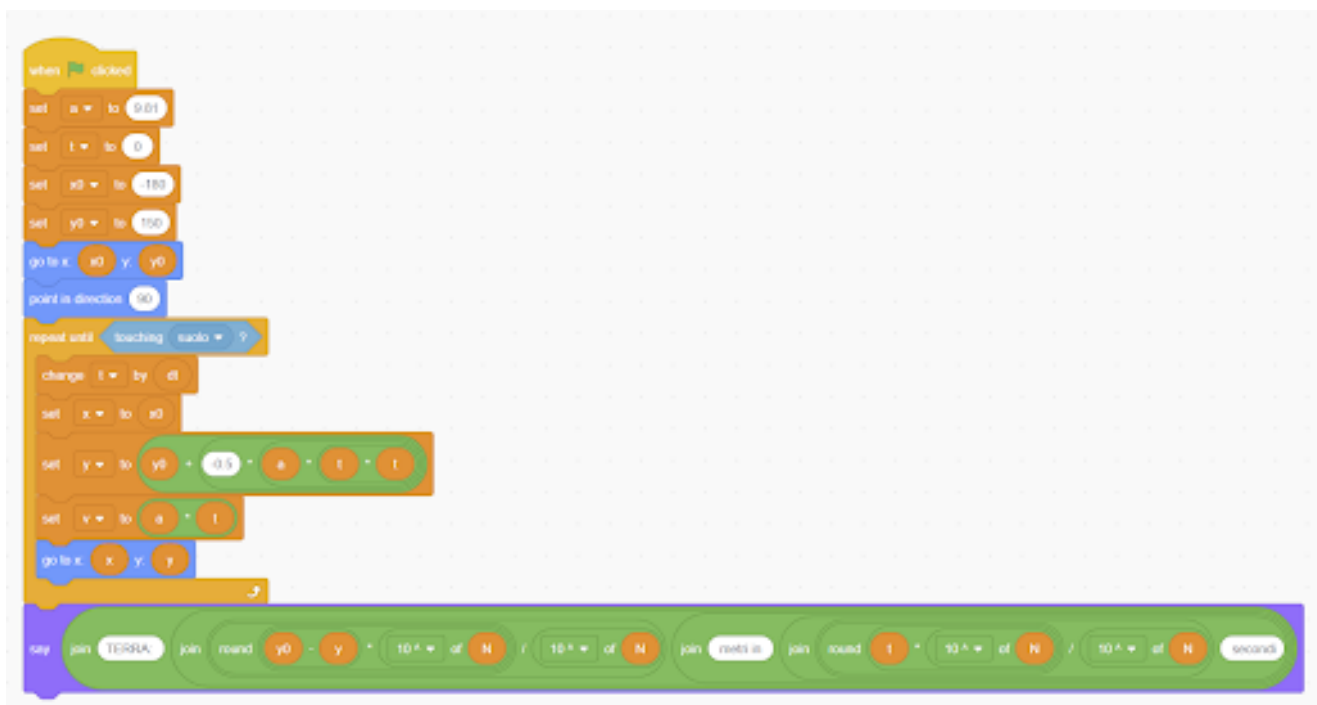 when clicked
set a to 9.81
set t to 0
set x0 to -180
set y0 to 150
go to x: x0 y: y0
point in direction 90
repeat until touching suolo ?
change t by dt
set x to x0
set y to y0 + -0.5 * a * t * t
set v to a * t
go to x: x y: y
say join TERRA: join round y0 - y * 10 ^ of N / 10 ^ of N join metri in join round t * 10 ^ of N / 10 ^ of N secondi